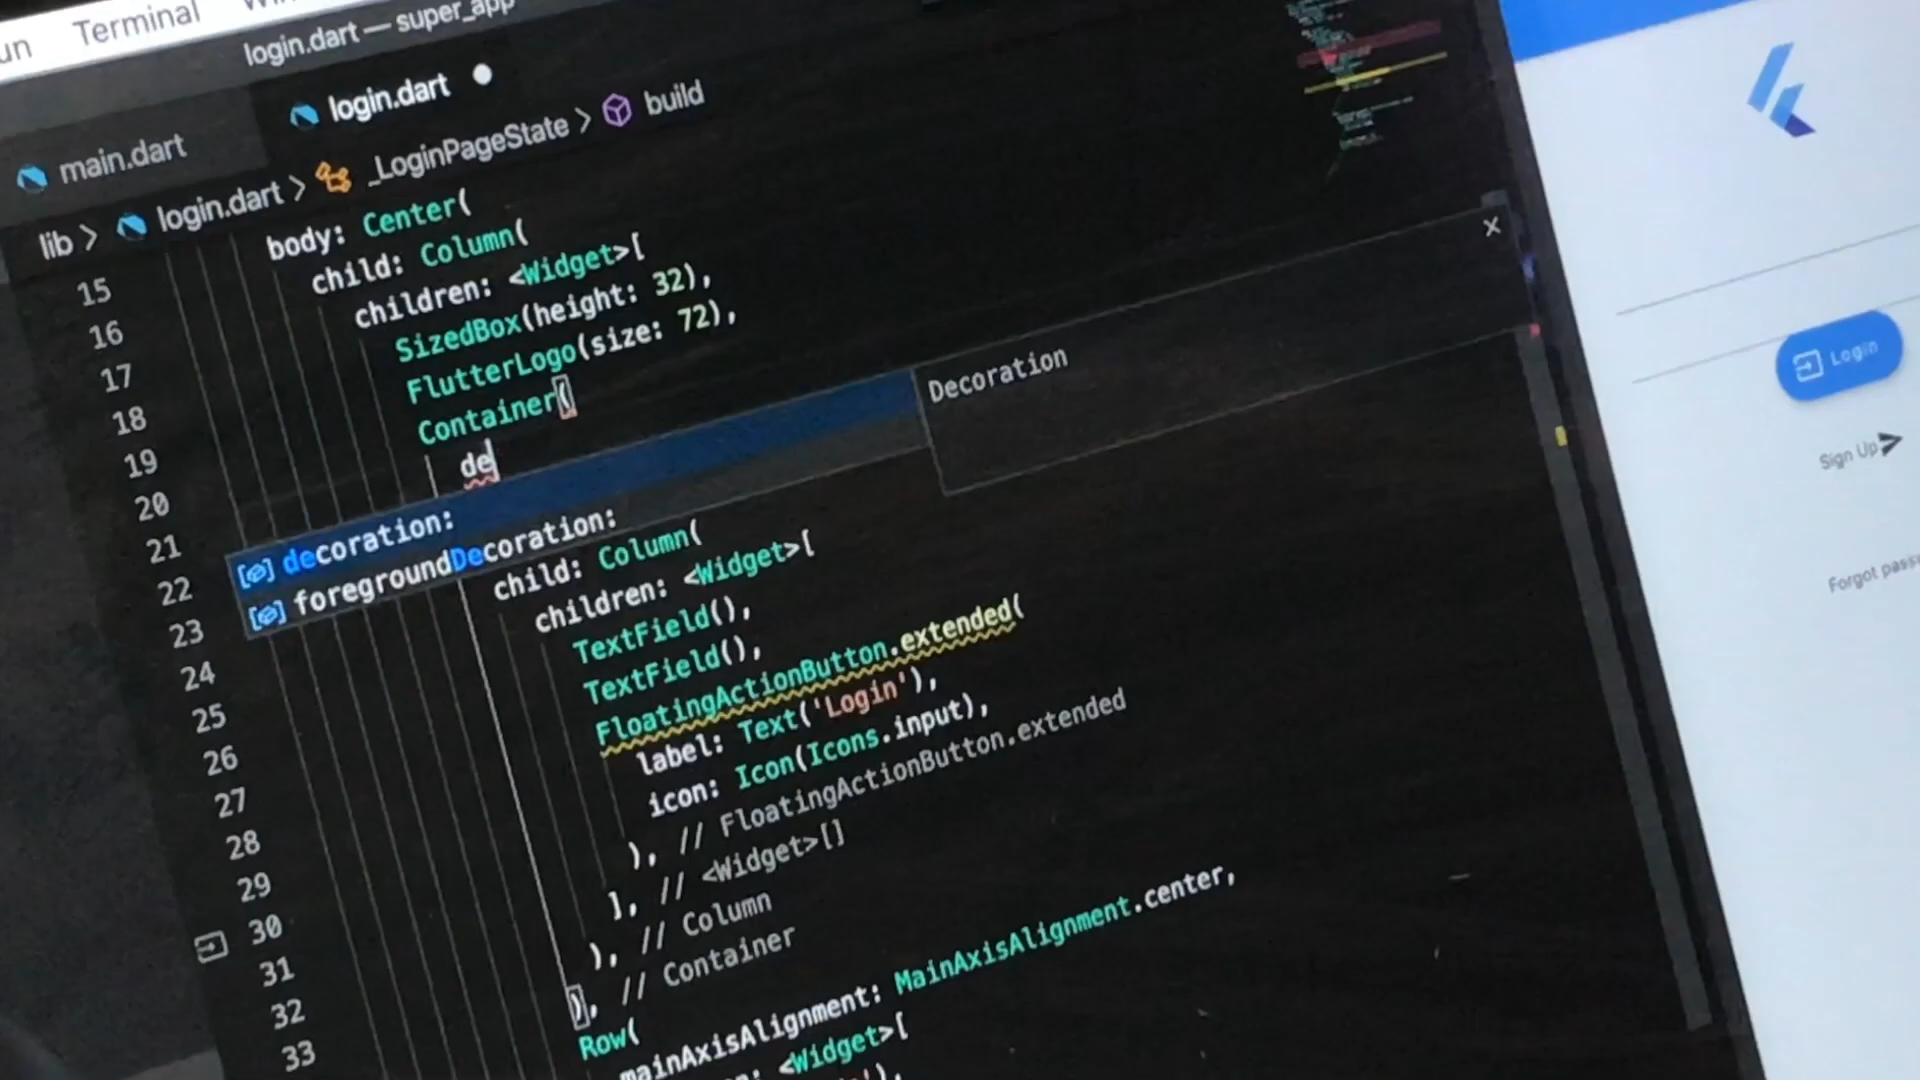 un Terminal
login.dart — super_app
main.dart login.dart
lib > login.dart > _LoginPageState > build
15 body: Center(
16 child: Column(
17 children: <Widget>[
18 SizedBox(height: 32),
19 FlutterLogo(size: 72),
20 Container(
21 de
22 decoration: Decoration
23 foregroundDecoration:
24 child: Column(
25 children: <Widget>[
26 TextField(),
27 TextField(),
28 FloatingActionButton.extended(
29 label: Text('Login'),
30 icon: Icon(Icons.input),
31 ), // FloatingActionButton.extended
32 ], // <Widget>[]
33 ), // Column
), // Container
Row(
mainAxisAlignment: MainAxisAlignment.center,
<Widget>[
Login
Sign Up
Forgot passw